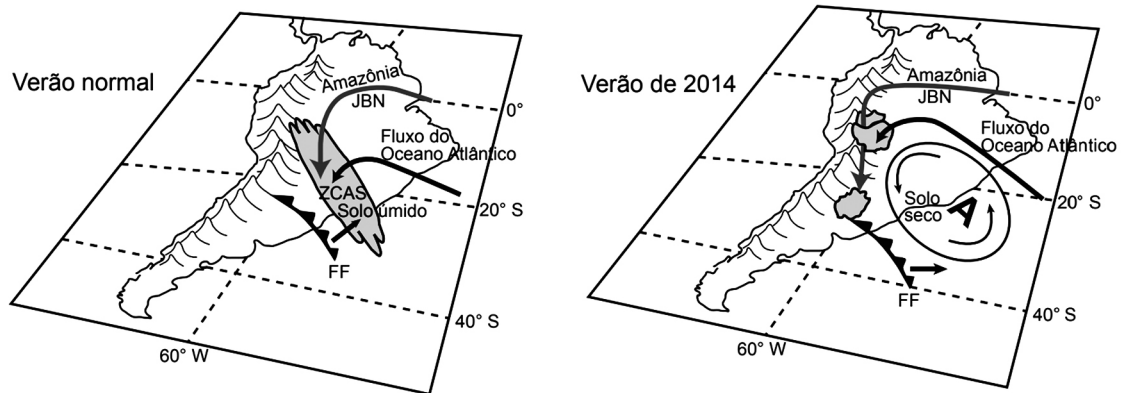 Verão normal
Amazônia
JBN
0°
Fluxo do
Oceano Atlântico
ZCAS
Solo úmido
20° S
FF
40° S
60° W
Verão de 2014
Amazônia
JBN
0°
Fluxo do
Oceano Atlântico
Solo
seco
A
20° S
FF
40° S
60° W